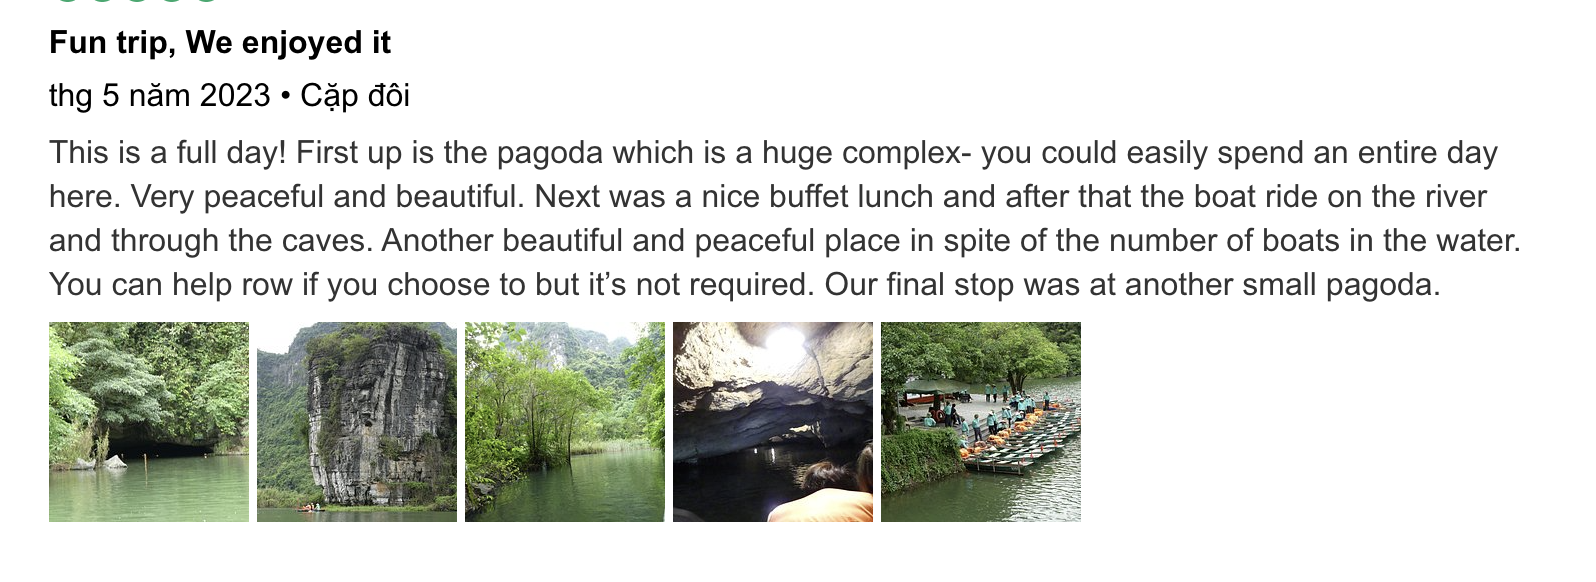 Fun trip, We enjoyed it
thg 5 năm 2023 • Cặp đôi
This is a full day! First up is the pagoda which is a huge complex- you could easily spend an entire day
here. Very peaceful and beautiful. Next was a nice buffet lunch and after that the boat ride on the river
and through the caves. Another beautiful and peaceful place in spite of the number of boats in the water.
You can help row if you choose to but it’s not required. Our final stop was at another small pagoda.